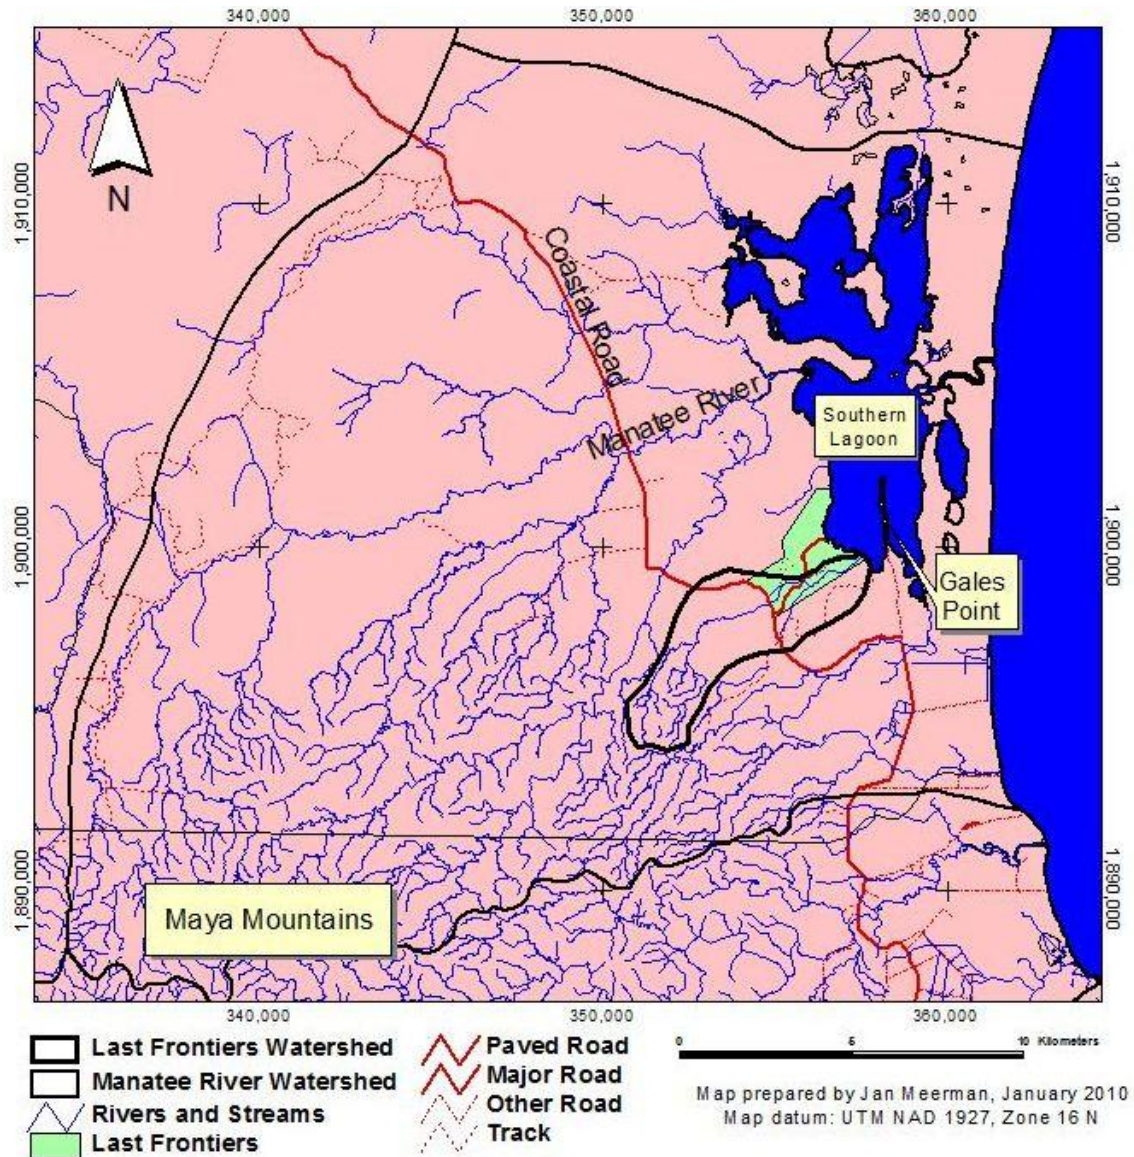 340,000 350,000 360,000
1,910,000
1,910,000
N
Coastal Road
Manatee River
Southern
Lagoon
1,900,000
1,900,000
Gales
Point
1,890,000
1,890,000
Maya Mountains
340,000 350,000 360,000
Last Frontiers Watershed
Manatee River Watershed
Rivers and Streams
Last Frontiers
Paved Road
Major Road
Other Road
Track
0 5 10 Kilometers
Map prepared by Jan Meerman, January 2010
Map datum: UTM NAD 1927, Zone 16 N